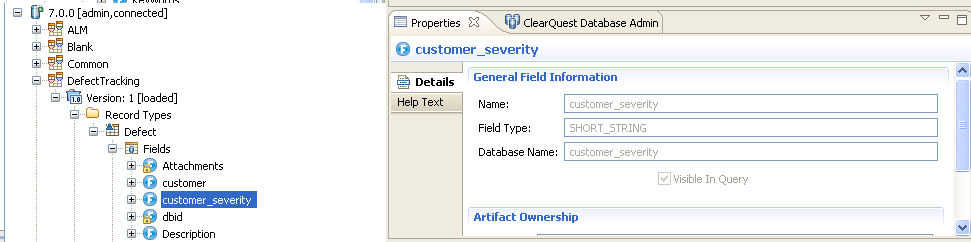 7.0.0 [admin,connected]
ALM
Blank
Common
DefectTracking
Version: 1 [loaded]
1.0
Record Types
Defect
Fields
Attachments
customer
customer_severity
dbid
Description
Properties
ClearQuest Database Admin
customer_severity
Details
Help Text
General Field Information
Name: customer_severity
Field Type: SHORT_STRING
Database Name: customer_severity
Visible In Query
Artifact Ownership